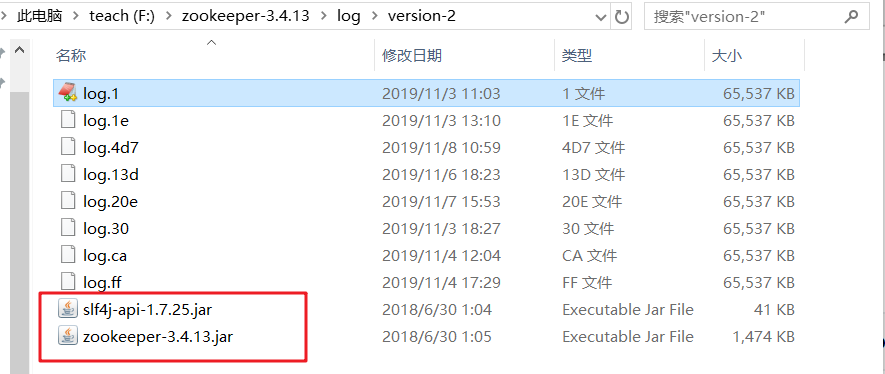 此电脑 > teach (F:) > zookeeper-3.4.13 > log > version-2 搜索"version-2"
名称 修改日期 类型 大小
log.1 2019/11/3 11:03 1 文件 65,537 KB
log.1e 2019/11/3 13:10 1E 文件 65,537 KB
log.4d7 2019/11/8 10:59 4D7 文件 65,537 KB
log.13d 2019/11/6 18:23 13D 文件 65,537 KB
log.20e 2019/11/7 15:53 20E 文件 65,537 KB
log.30 2019/11/3 18:27 30 文件 65,537 KB
log.ca 2019/11/4 12:04 CA 文件 65,537 KB
log.ff 2019/11/4 17:29 FF 文件 65,537 KB
slf4j-api-1.7.25.jar 2018/6/30 1:04 Executable Jar File 41 KB
zookeeper-3.4.13.jar 2018/6/30 1:05 Executable Jar File 1,474 KB